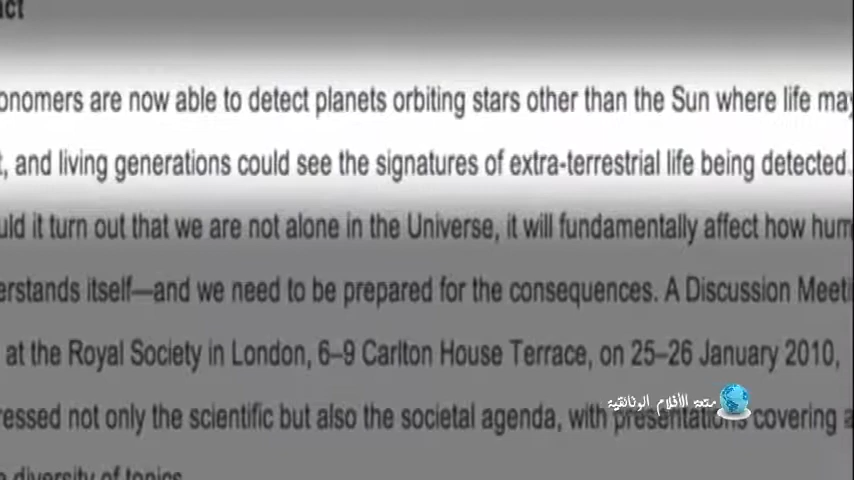 act
onomers are now able to detect planets orbiting stars other than the Sun where life may
t, and living generations could see the signatures of extra-terrestrial life being detected.
uld it turn out that we are not alone in the Universe, it will fundamentally affect how hum
erstands itself—and we need to be prepared for the consequences. A Discussion Meeti
at the Royal Society in London, 6–9 Carlton House Terrace, on 25–26 January 2010,
متعة الأفلام الوثائقية
ressed not only the scientific but also the societal agenda, with presentations covering a
e diversity of topics